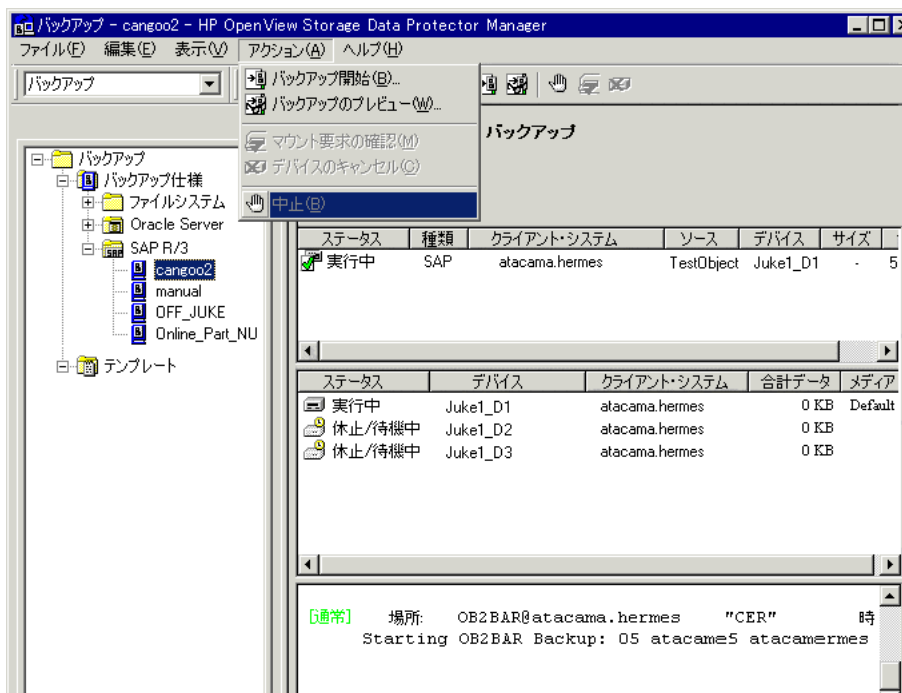 バックアップ - cangoo2 - HP OpenView Storage Data Protector Manager
ファイル(F) 編集(E) 表示(V) アクション(A) ヘルプ(H)
バックアップ
バックアップ開始(B)...
バックアップのプレビュー(W)...
マウント要求の確認(M)
デバイスのキャンセル(C)
中止(B)
バックアップ
バックアップ
バックアップ仕様
ファイルシステム
Oracle Server
SAP R/3
cangoo2
manual
OFF_JUKE
Online_Part_NU
テンプレート
ステータス 種類 クライアント・システム ソース デバイス サイズ
実行中 SAP atacama.hermes TestObject Juke1_D1 - 5
ステータス デバイス クライアント・システム 合計データ メディア
実行中 Juke1_D1 atacama.hermes 0 KB Default
休止/待機中 Juke1_D2 atacama.hermes 0 KB
休止/待機中 Juke1_D3 atacama.hermes 0 KB
[通常] 場所: OB2BAR@atacama.hermes "CER" 時
Starting OB2BAR Backup: 05 atacame5 atacamermes